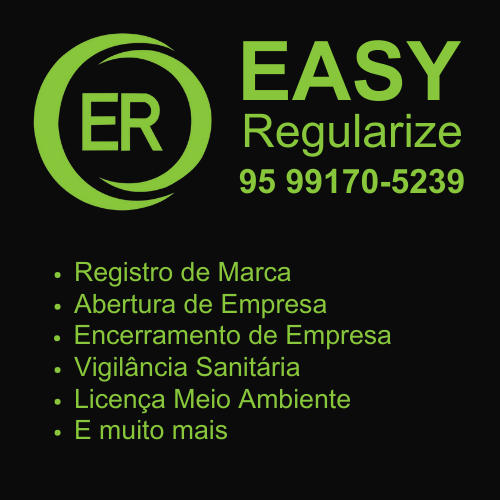 ER
EASY
Regularize
95 99170-5239
• Registro de Marca
• Abertura de Empresa
• Encerramento de Empresa
• Vigilância Sanitária
• Licença Meio Ambiente
• E muito mais